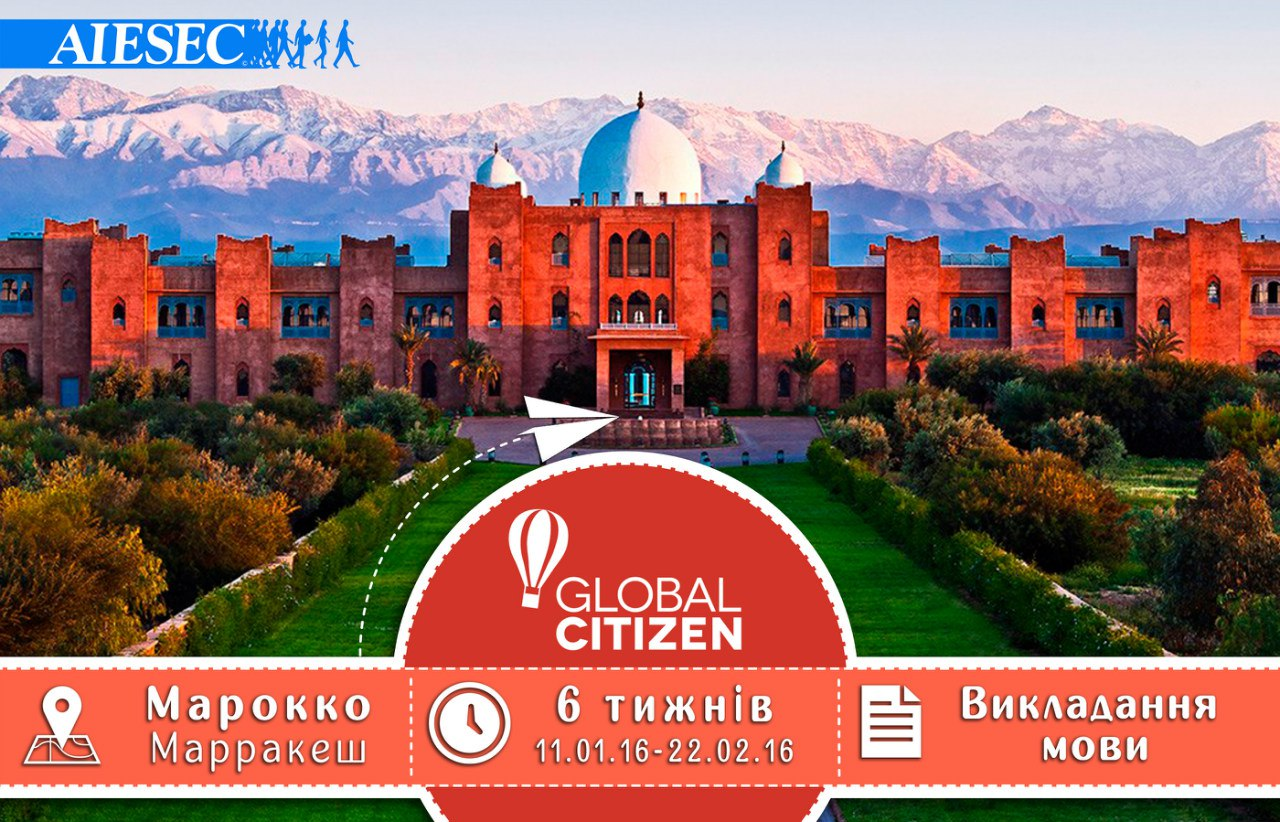 AIESEC
GLOBAL
CITIZEN
Марокко
Марракеш
6 тижнів
11.01.16-22.02.16
Викладання
мови